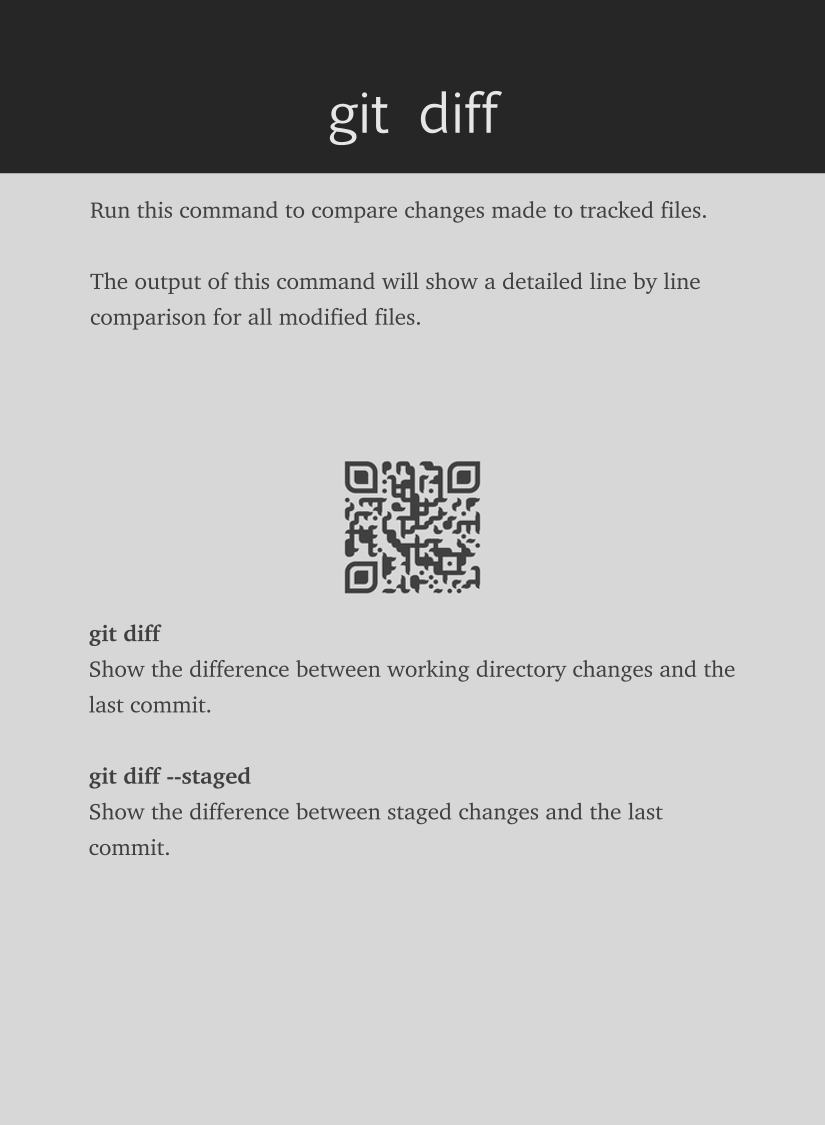 git diff
Run this command to compare changes made to tracked files.
The output of this command will show a detailed line by line
comparison for all modified files.
git diff
Show the difference between working directory changes and the
last commit.
git diff --staged
Show the difference between staged changes and the last
commit.